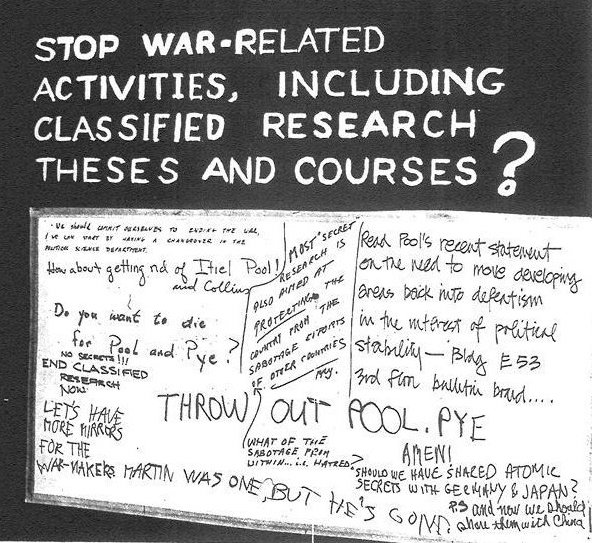 STOP WAR-RELATED
ACTIVITIES, INCLUDING
CLASSIFIED RESEARCH
THESES AND COURSES?
"We should commit ourselves to ending the war,
& we can start by having a changeover in the
political science department.
How about getting rid of Ithiel Pool!
and Collins
Do you want to die
for Pool and Pye?
NO SECRETS!!!
END CLASSIFIED
RESEARCH
NOW
LET'S HAVE
MORE MIRRORS
FOR THE
WAR-MAKERS MARTIN WAS ONE, BUT HE'S GONE.
MOST SECRET
RESEARCH IS
ALSO AIMED AT
PROTECTING THE
COUNTRY FROM THE
SABOTAGE EFFORTS
OF OTHER COUNTRIES
WHAT OF THE
SABOTAGE FROM
WITHIN... i.e. HATRED
Read Pool's recent statement
on the need to move developing
areas back into defeatism
in the interest of political
stability — Bldg E53
3rd floor bulletin board....
THROW OUT POOL. PYE
AMEN!
SHOULD WE HAVE SHARED ATOMIC
SECRETS WITH GERMANY & JAPAN?
P.S and now we should
share them with China!